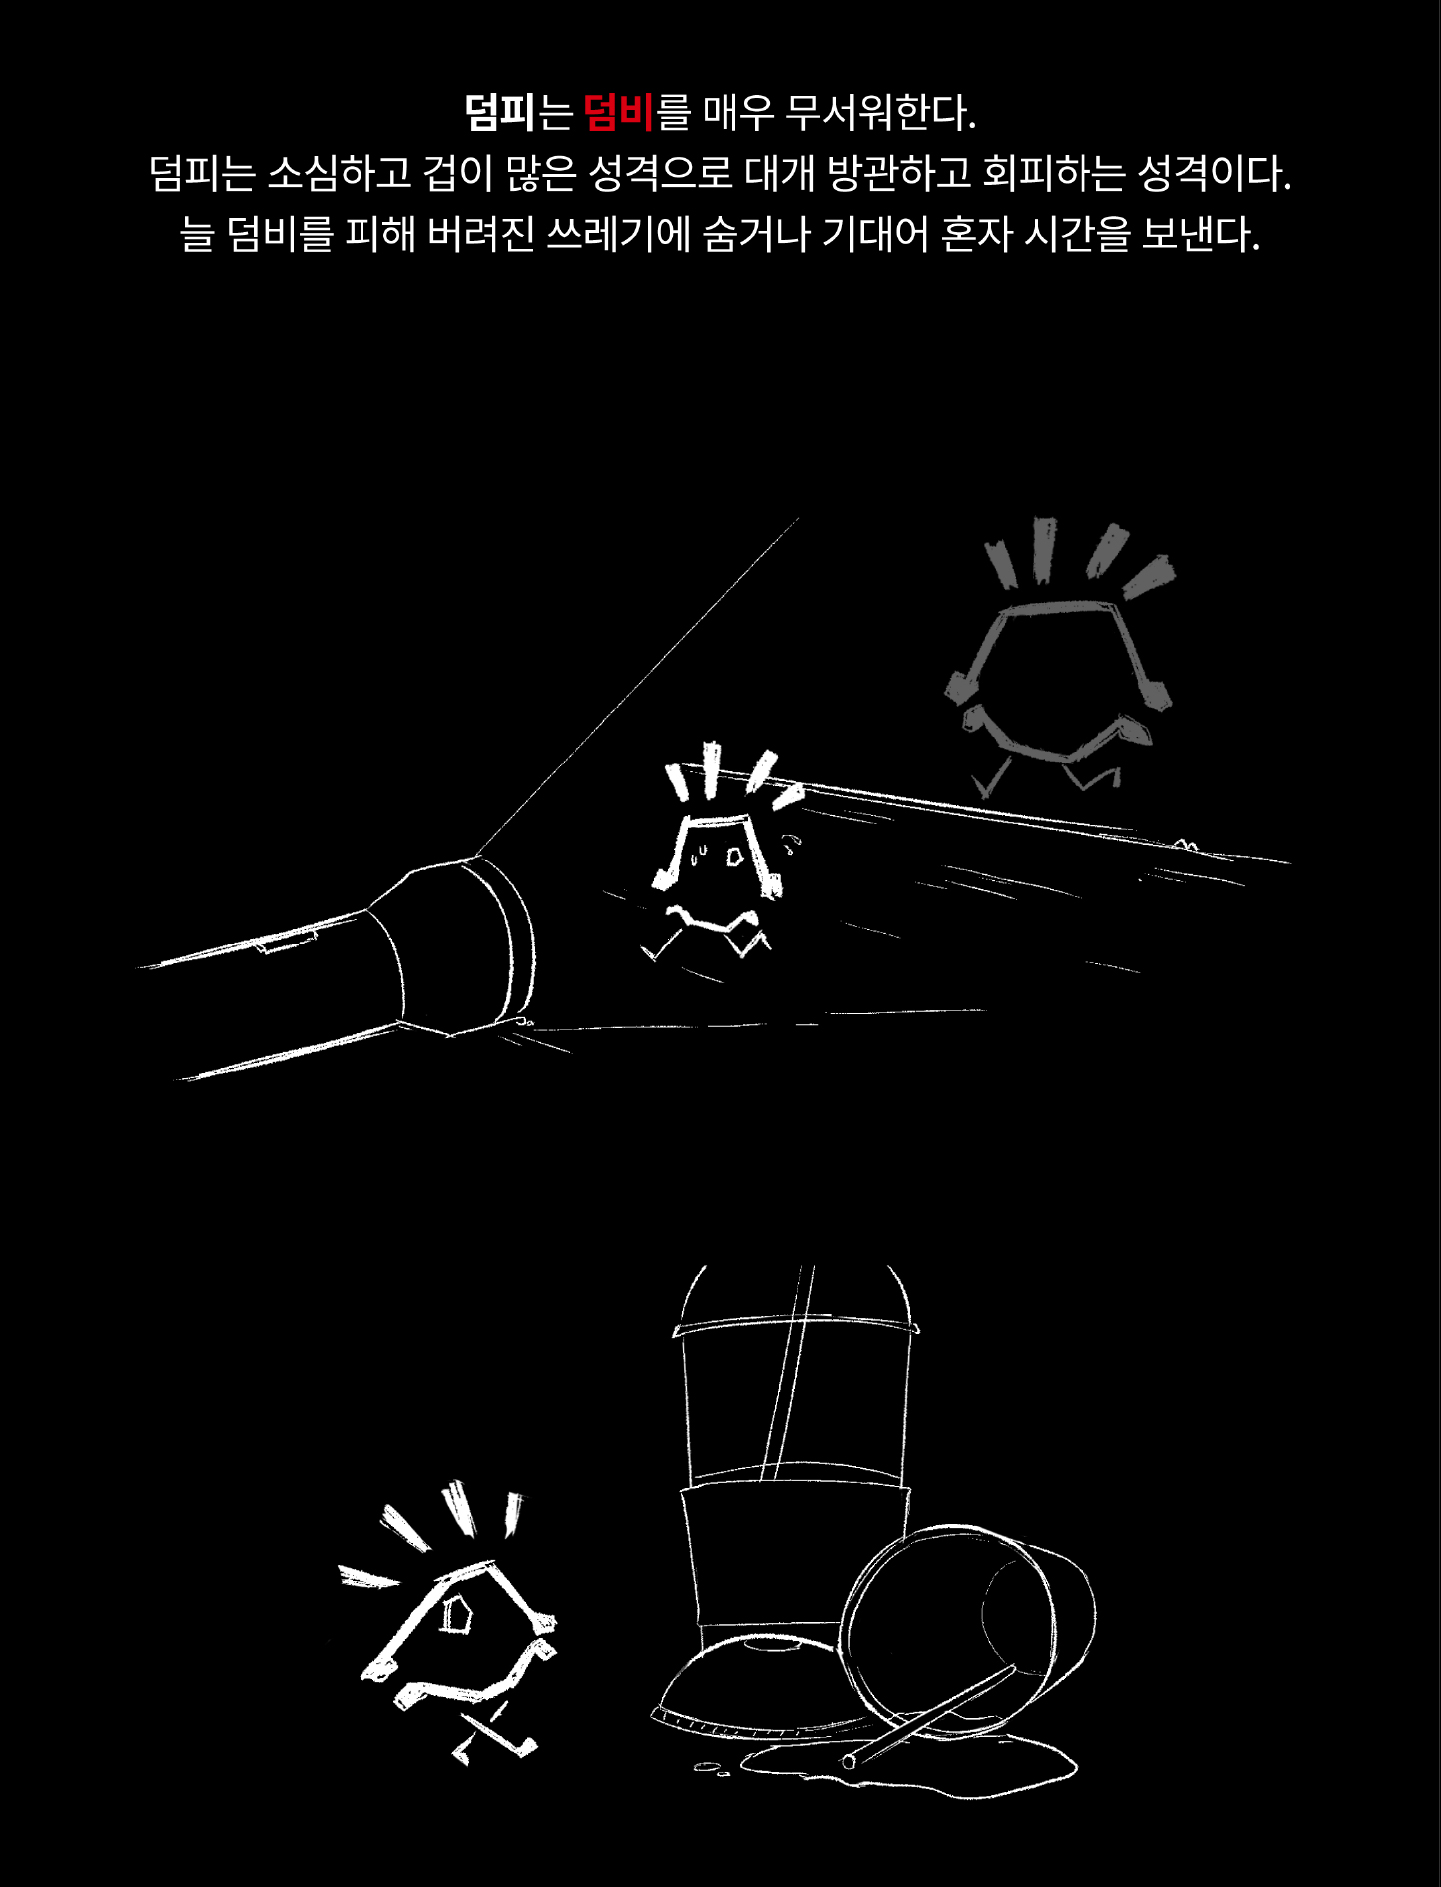 덤피는 덤비를 매우 무서워한다.
덤피는 소심하고 겁이 많은 성격으로 대개 방관하고 회피하는 성격이다.
늘 덤비를 피해 버려진 쓰레기에 숨거나 기대어 혼자 시간을 보낸다.